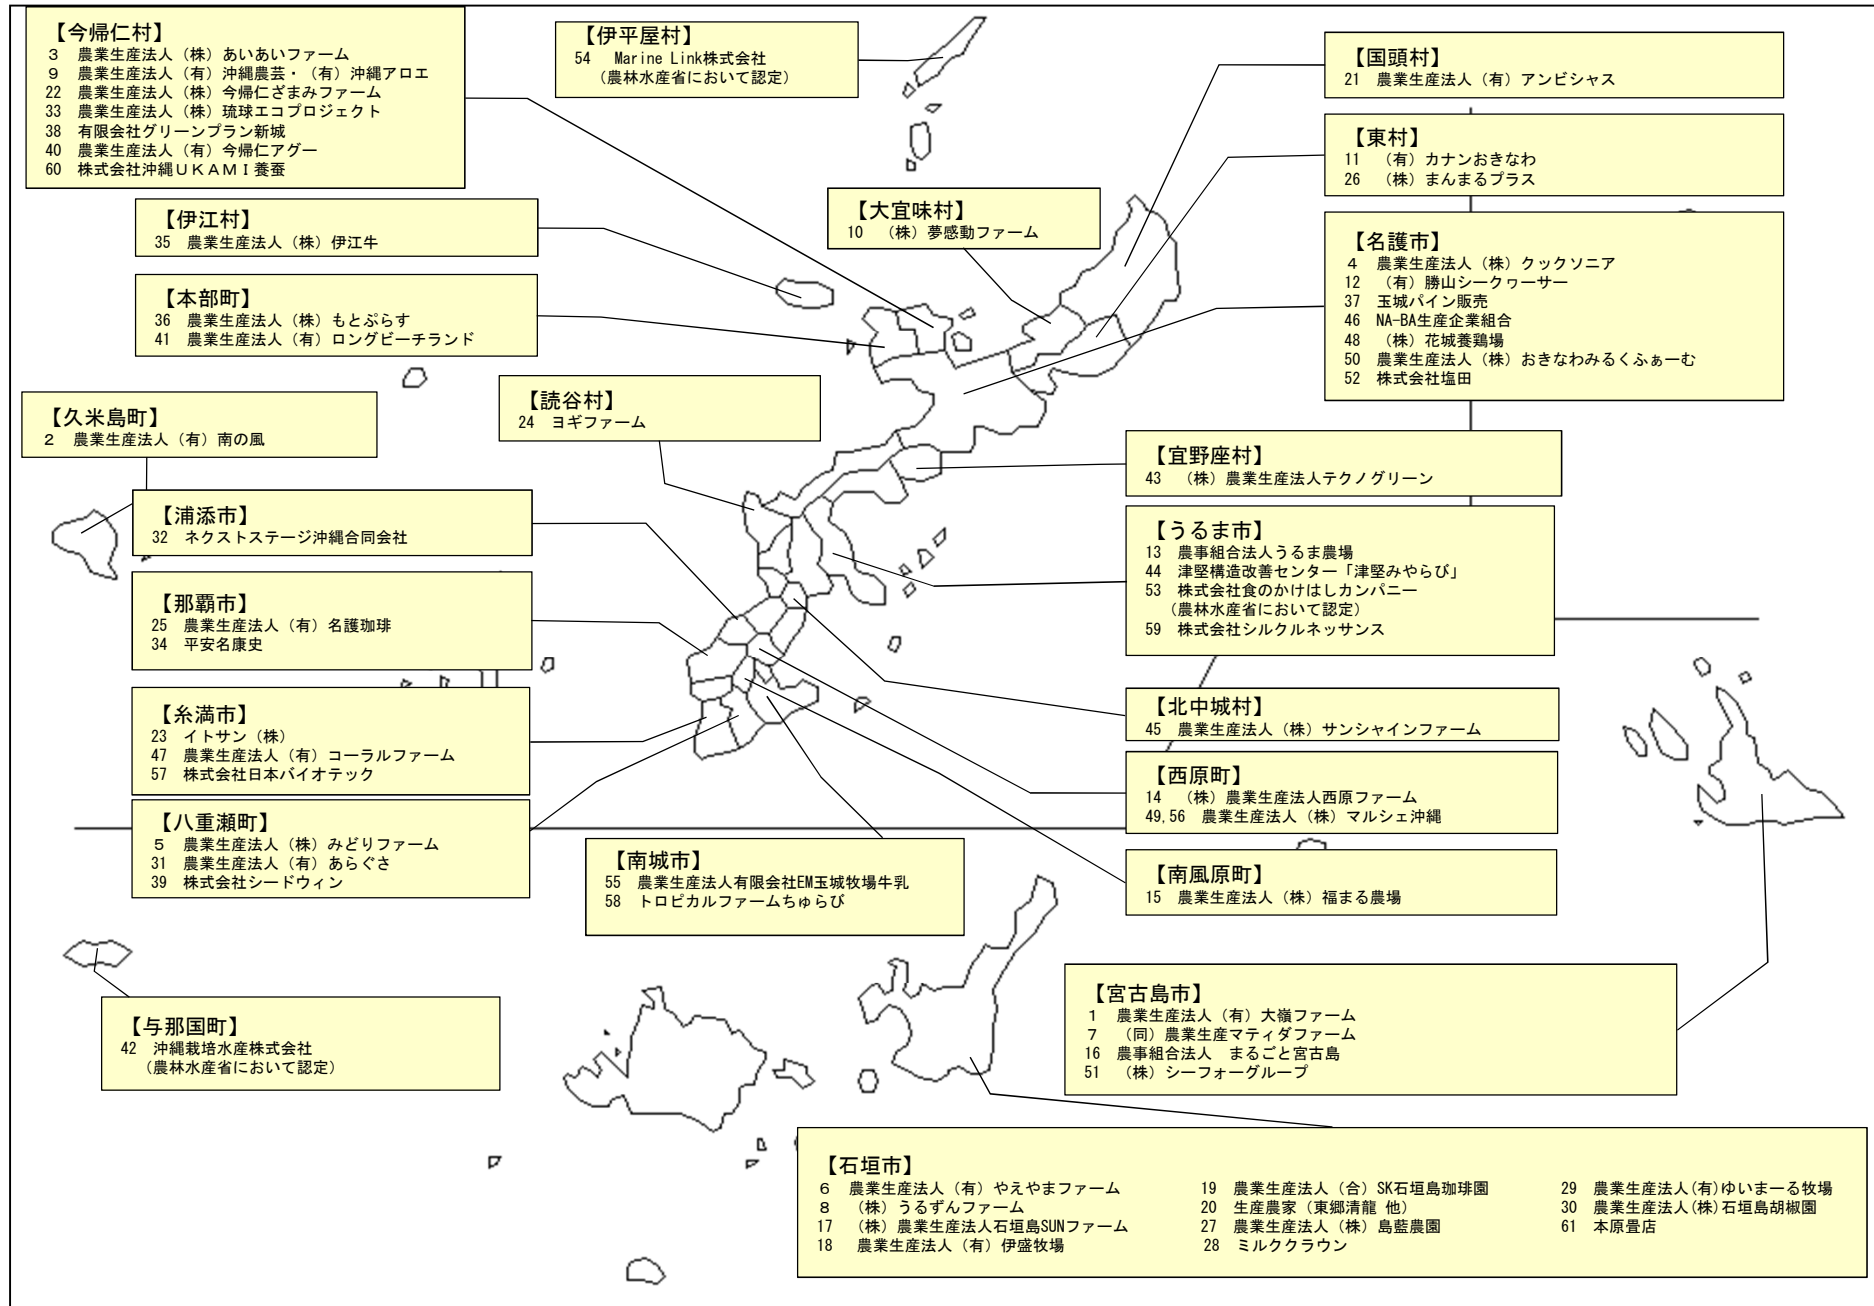 【今帰仁村】
3 農業生産法人（株）あいあいファーム
9 農業生産法人（有）沖縄農芸・（有）沖縄アロエ
22 農業生産法人（株）今帰仁ざまみファーム
33 農業生産法人（株）琉球エコプロジェクト
38 有限会社グリーンプラン新城
40 農業生産法人（有）今帰仁アグー
60 株式会社沖縄ＵＫＡＭＩ養蚕
【伊平屋村】
54 Marine Link株式会社
（農林水産省において認定）
【国頭村】
21 農業生産法人（有）アンビシャス
【東村】
11 （有）カナンおきなわ
26 （株）まんまるプラス
【伊江村】
35 農業生産法人（株）伊江牛
【大宜味村】
10 （株）夢感動ファーム
【名護市】
4 農業生産法人（株）クックソニア
12 （有）勝山シークヮーサー
37 玉城パイン販売
46 NA-BA生産企業組合
48 （株）花城養鶏場
50 農業生産法人（株）おきなわみるくふぁーむ
52 株式会社塩田
【本部町】
36 農業生産法人（株）もとぷらす
41 農業生産法人（有）ロングビーチランド
【久米島町】
2 農業生産法人（有）南の風
【読谷村】
24 ヨギファーム
【宜野座村】
43 （株）農業生産法人テクノグリーン
【浦添市】
32 ネクストステージ沖縄合同会社
【うるま市】
13 農事組合法人うるま農場
44 津堅構造改善センター「津堅みやらび」
53 株式会社食のかけはしカンパニー
（農林水産省において認定）
59 株式会社シルクルネッサンス
【那覇市】
25 農業生産法人（有）名護珈琲
34 平安名康史
【糸満市】
23 イトサン（株）
47 農業生産法人（有）コーラルファーム
57 株式会社日本バイオテック
【北中城村】
45 農業生産法人（株）サンシャインファーム
【西原町】
14 （株）農業生産法人西原ファーム
49,56 農業生産法人（株）マルシェ沖縄
【八重瀬町】
5 農業生産法人（株）みどりファーム
31 農業生産法人（有）あらぐさ
39 株式会社シードウィン
【南城市】
55 農業生産法人有限会社EM玉城牧場牛乳
58 トロピカルファームちゅらび
【南風原町】
15 農業生産法人（株）福まる農場
【与那国町】
42 沖縄栽培水産株式会社
（農林水産省において認定）
【宮古島市】
1 農業生産法人（有）大嶺ファーム
7 （同）農業生産マティダファーム
16 農事組合法人 まるごと宮古島
51 （株）シーフォーグループ
【石垣市】
6 農業生産法人（有）やえやまファーム
8 （株）うるずんファーム
17 （株）農業生産法人石垣島SUNファーム
18 農業生産法人（有）伊盛牧場
19 農業生産法人（合）SK石垣島珈琲園
20 生産農家（東郷清龍 他）
27 農業生産法人（株）島藍農園
28 ミルククラウン
29 農業生産法人(有)ゆいまーる牧場
30 農業生産法人(株)石垣島胡椒園
61 本原畳店